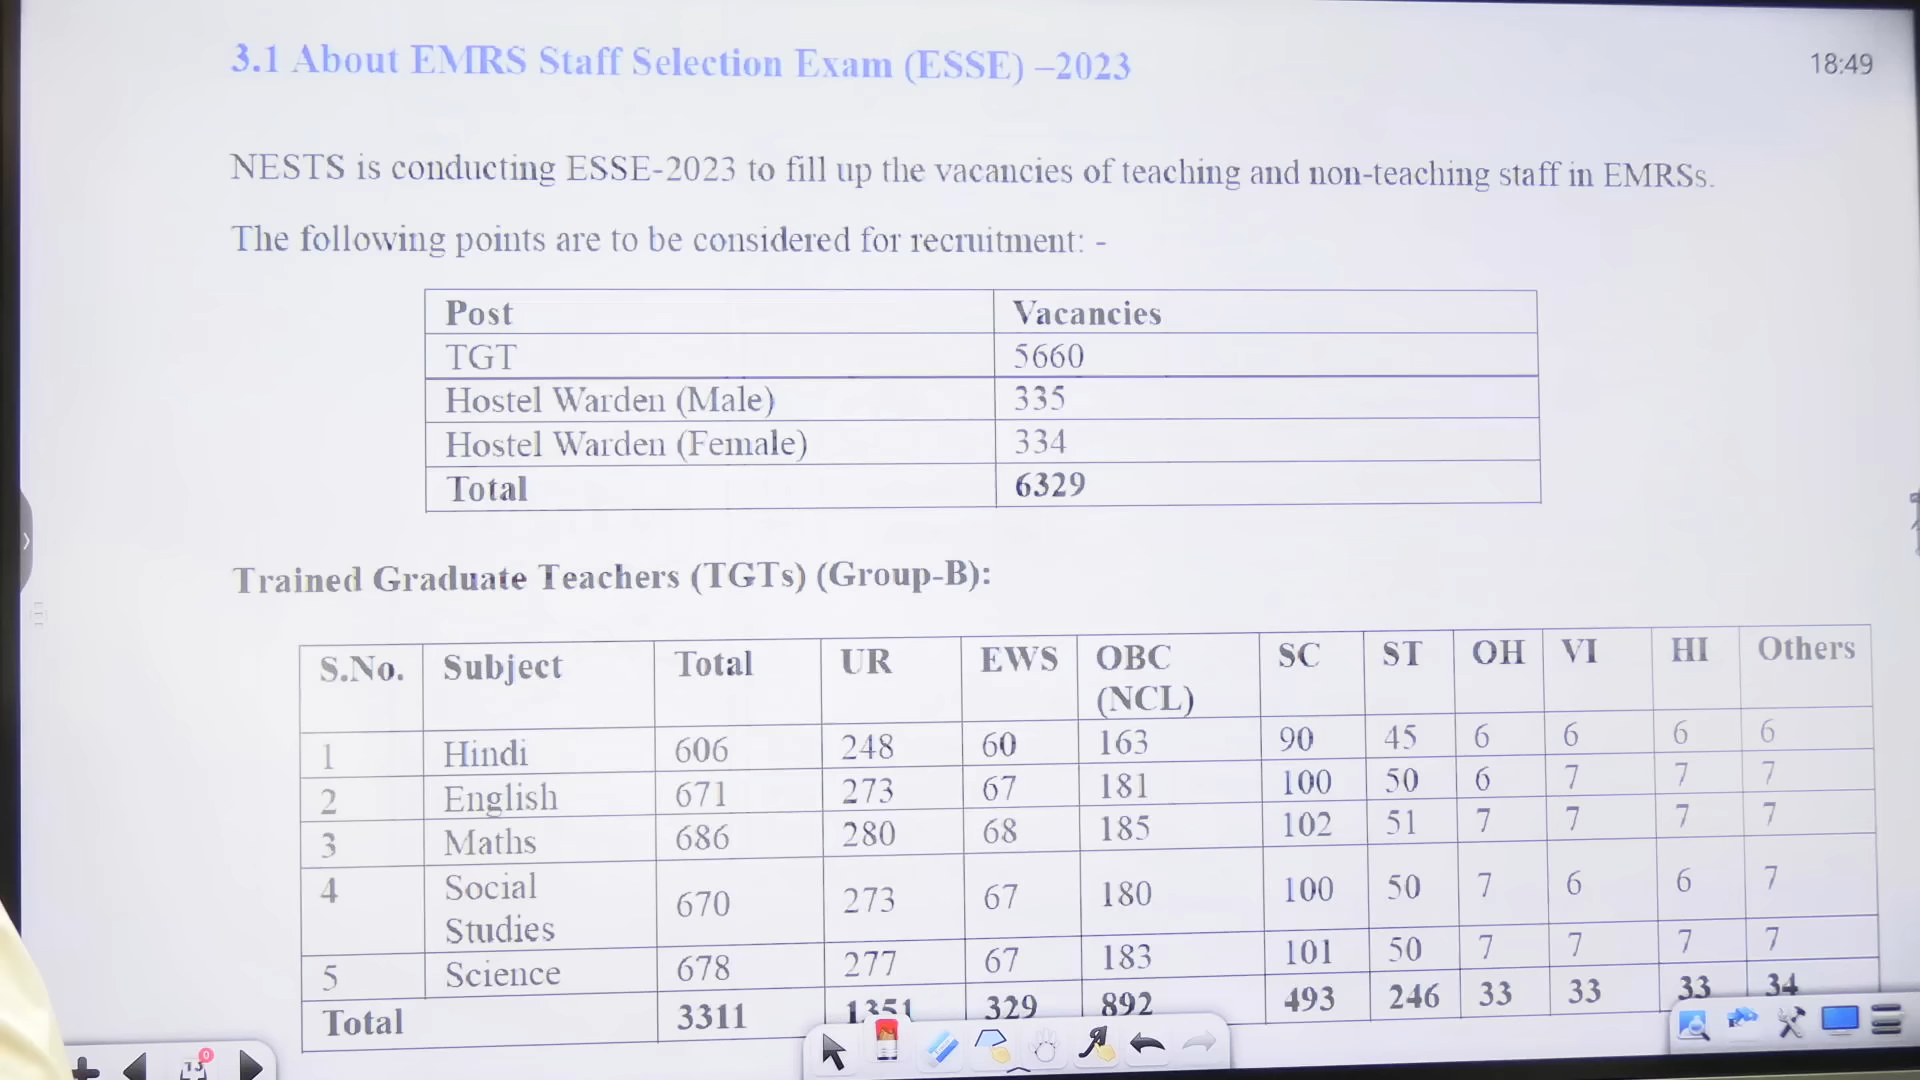 3.1 About EMRS Staff Selection Exam (ESSE) –2023
18:49
NESTS is conducting ESSE-2023 to fill up the vacancies of teaching and non-teaching staff in EMRSs.
The following points are to be considered for recruitment: -
Post Vacancies
TGT 5660
Hostel Warden (Male) 335
Hostel Warden (Female) 334
Total 6329
Trained Graduate Teachers (TGTs) (Group-B):
S.No. Subject Total UR EWS OBC (NCL) SC ST OH VI HI Others
1 Hindi 606 248 60 163 90 45 6 6 6 6
2 English 671 273 67 181 100 50 6 7 7 7
3 Maths 686 280 68 185 102 51 7 7 7 7
4 Social Studies 670 273 67 180 100 50 7 6 6 7
5 Science 678 277 67 183 101 50 7 7 7 7
Total 3311 1351 329 892 493 246 33 33 33 34